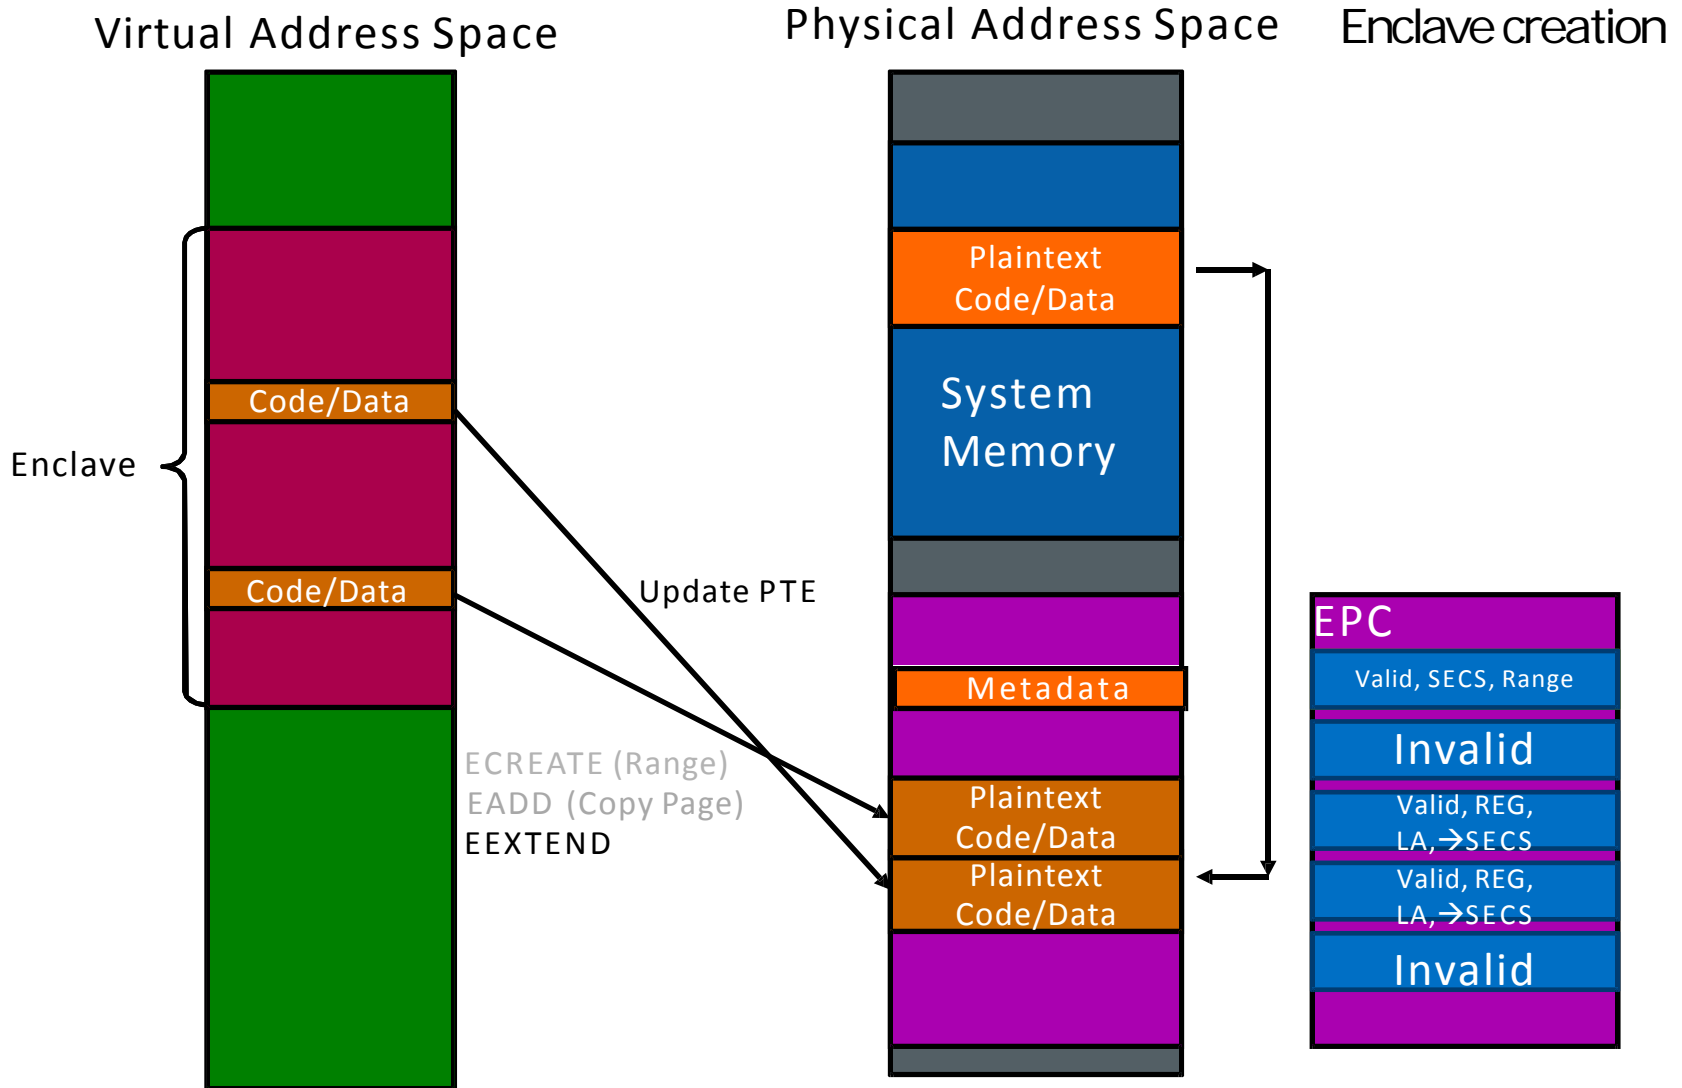 Virtual Address Space
Physical Address Space
Enclave creation
Plaintext
Code/Data
System
Memory
Code/Data
Enclave
Code/Data
Update PTE
EPC
Metadata
Valid, SECS, Range
ECREATE (Range)
EADD (Copy Page)
EEXTEND
Invalid
Plaintext
Code/Data
Plaintext
Code/Data
Valid, REG,
LA,→SECS
Valid, REG,
LA,→SECS
Invalid